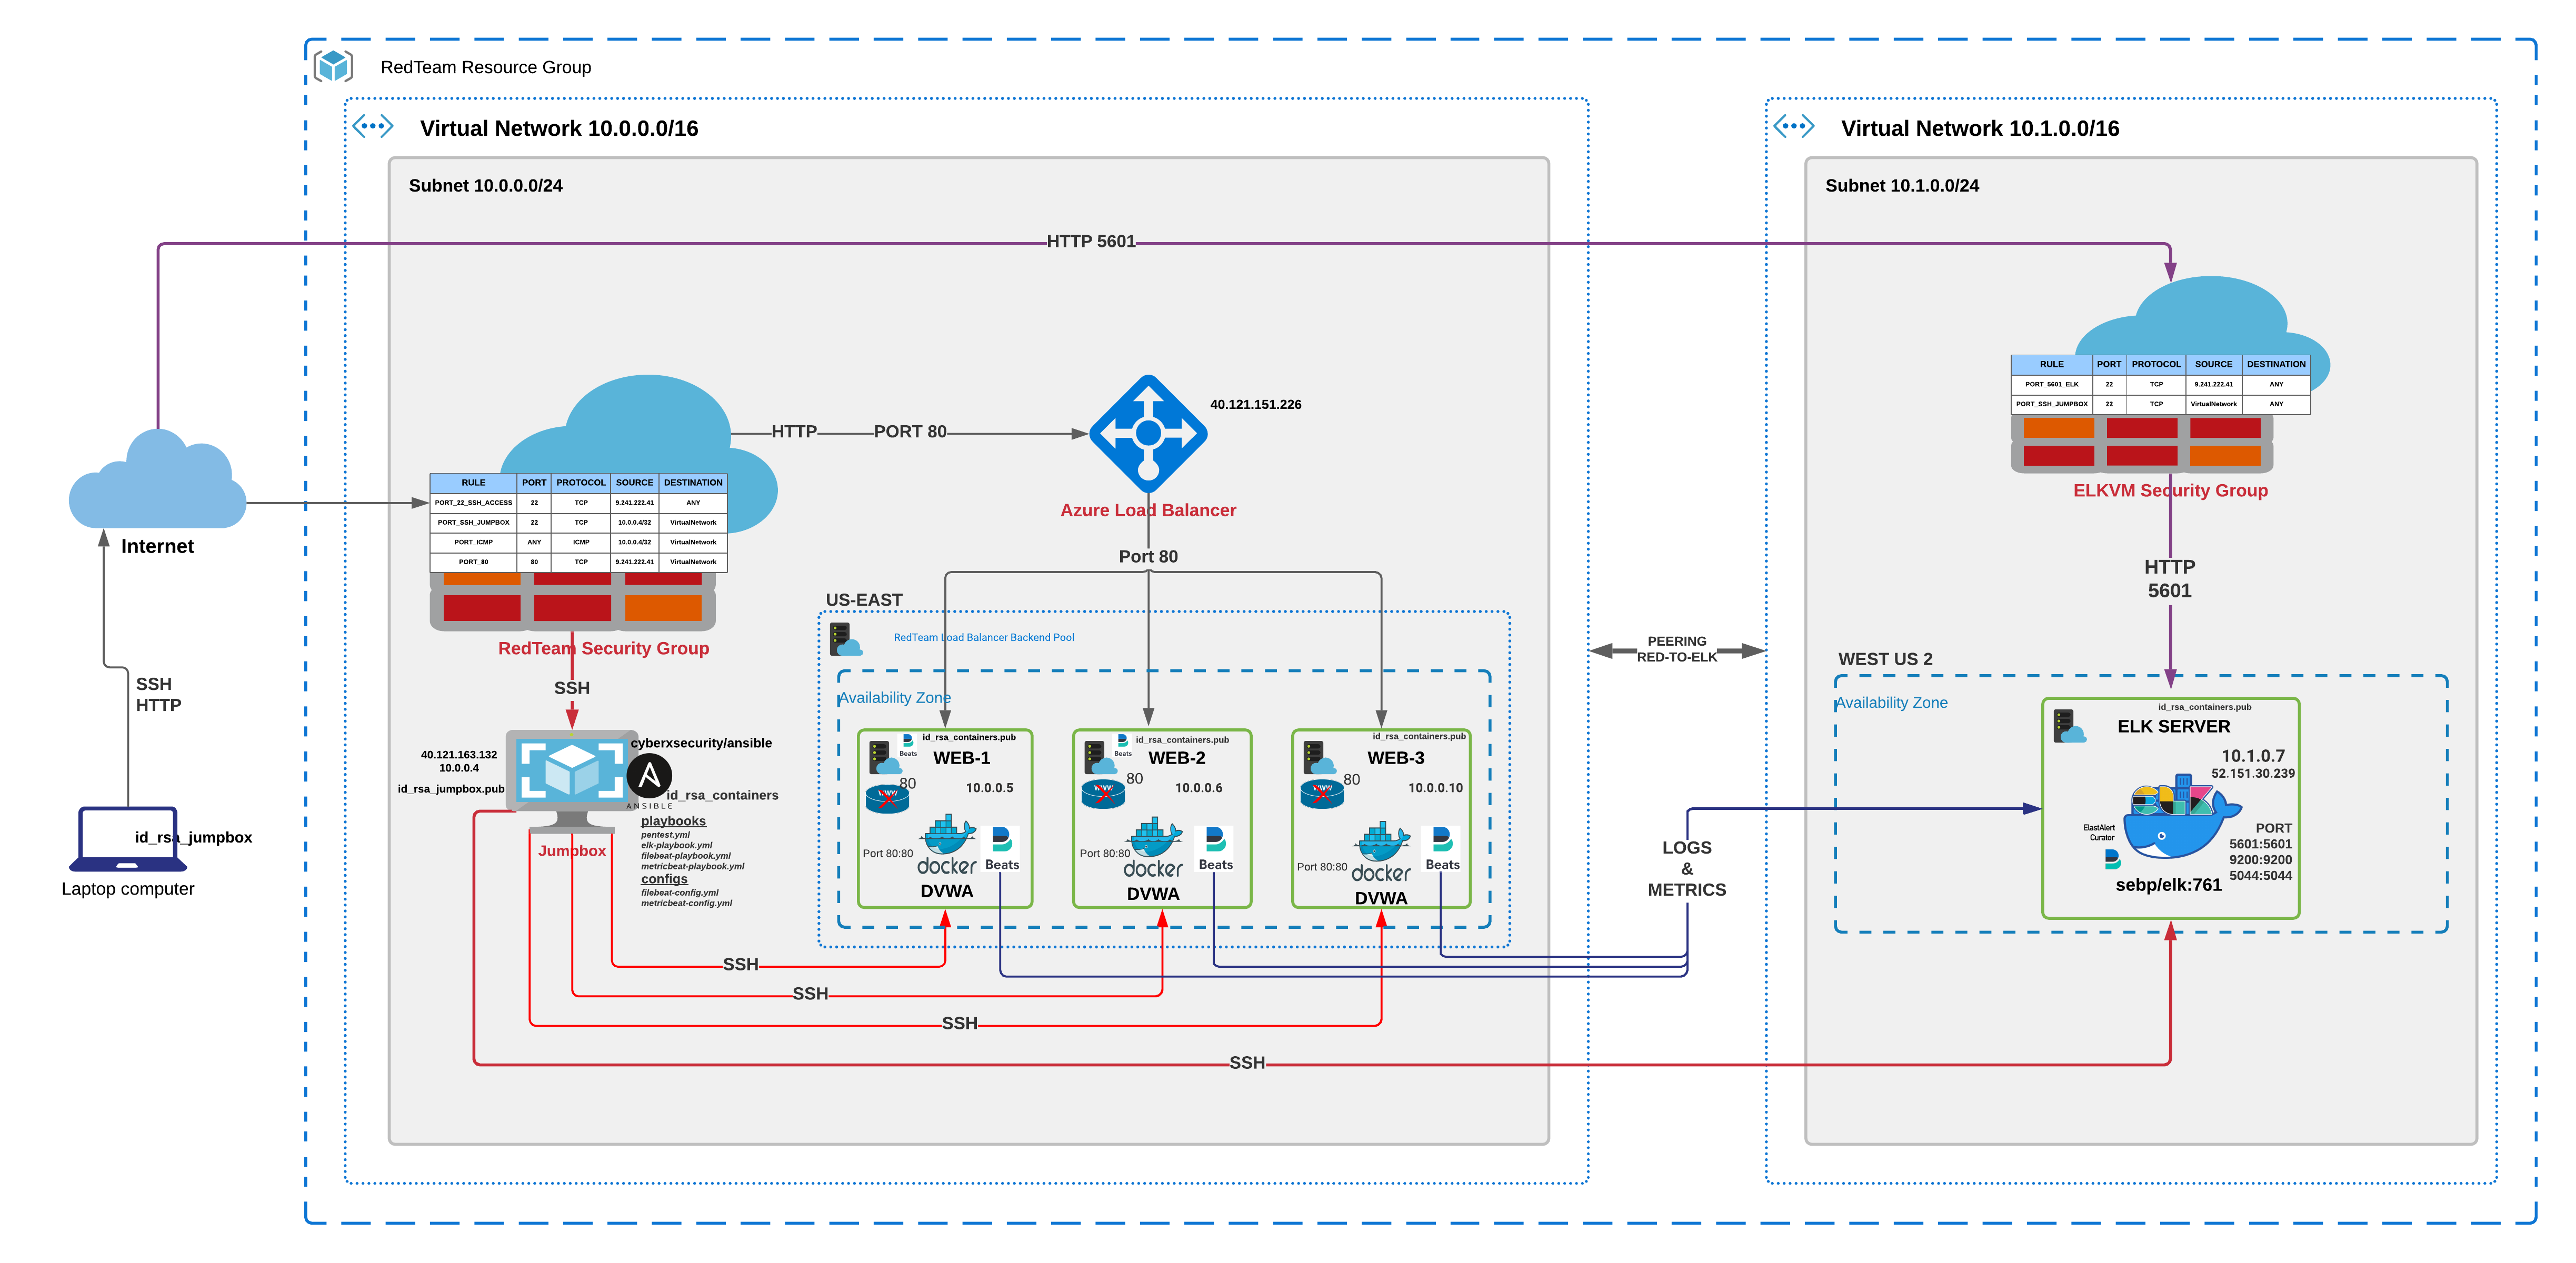 RedTeam Resource Group
Virtual Network 10.0.0.0/16
Subnet 10.0.0.0/24
Virtual Network 10.1.0.0/16
Subnet 10.1.0.0/24
HTTP 5601
Internet
SSH
HTTP
id_rsa_jumpbox
Laptop computer
RULE PORT PROTOCOL SOURCE DESTINATION
PORT_22_SSH_ACCESS 22 TCP 9.241.222.41 ANY
PORT_SSH_JUMPBOX 22 TCP 10.0.0.4/32 VirtualNetwork
PORT_ICMP ANY ICMP 10.0.0.4/32 VirtualNetwork
PORT_80 80 TCP 9.241.222.41 VirtualNetwork
RedTeam Security Group
HTTP PORT 80
40.121.151.226
Azure Load Balancer
Port 80
SSH
40.121.163.132
10.0.0.4
id_rsa_jumpbox.pub
cyberxsecurity/ansible
ANSIBLE
id_rsa_containers
Jumpbox
playbooks
pentest.yml
elk-playbook.yml
filebeat-playbook.yml
metricbeat-playbook.yml
configs
filebeat-config.yml
metricbeat-config.yml
US-EAST
RedTeam Load Balancer Backend Pool
Availability Zone
Beats
id_rsa_containers.pub
WEB-1
80
www
10.0.0.5
Port 80:80
docker
Beats
DVWA
Beats
id_rsa_containers.pub
WEB-2
80
www
10.0.0.6
Port 80:80
docker
Beats
DVWA
id_rsa_containers.pub
WEB-3
80
www
10.0.0.10
Port 80:80
docker
Beats
DVWA
SSH
SSH
SSH
SSH
PEERING
RED-TO-ELK
LOGS
&
METRICS
RULE PORT PROTOCOL SOURCE DESTINATION
PORT_5601_ELK 22 TCP 9.241.222.41 ANY
PORT_SSH_JUMPBOX 22 TCP VirtualNetwork ANY
ELKVM Security Group
HTTP
5601
WEST US 2
Availability Zone
id_rsa_containers.pub
ELK SERVER
10.1.0.7
52.151.30.239
ElastAlert
Curator
PORT
5601:5601
9200:9200
5044:5044
sebp/elk:761